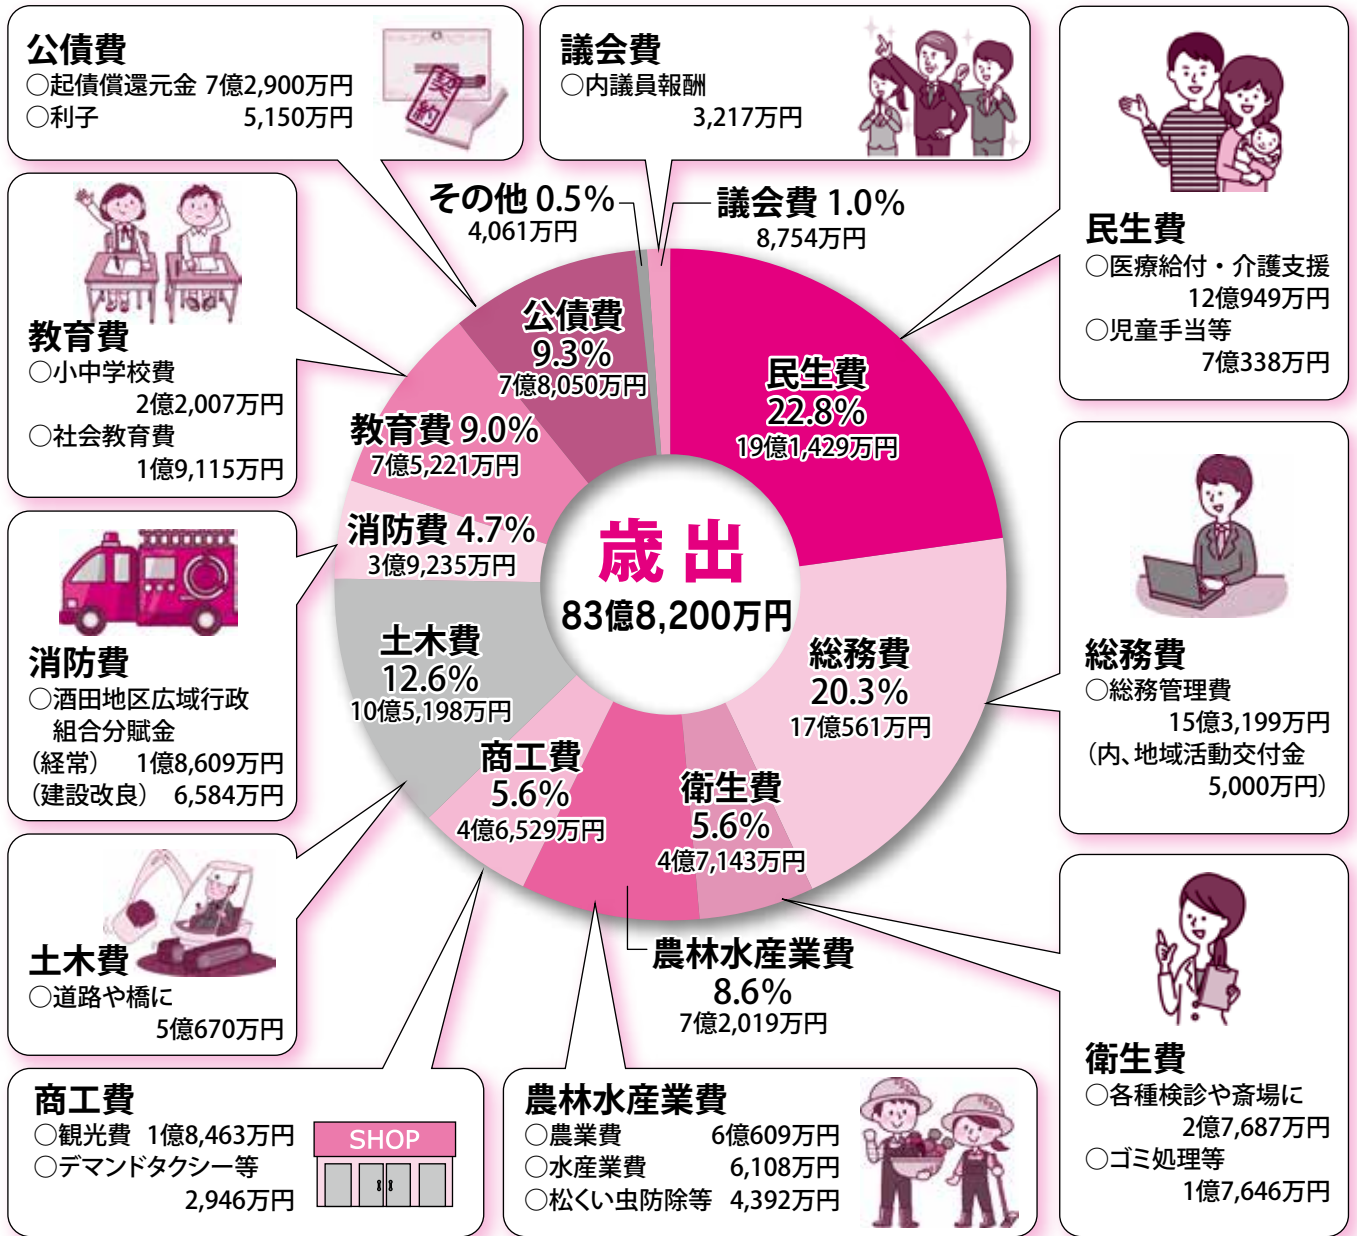 公債費
○起債償還元金 7億2,900万円
○利子 5,150万円
契約
議会費
○内議員報酬
3,217万円
民生費
○医療給付・介護支援
12億949万円
○児童手当等
7億338万円
教育費
○小中学校費
2億2,007万円
○社会教育費
1億9,115万円
その他 0.5%
4,061万円
議会費 1.0%
8,754万円
公債費
9.3%
7億8,050万円
民生費
22.8%
19億1,429万円
教育費 9.0%
7億5,221万円
消防費 4.7%
3億9,235万円
歳出
83億8,200万円
土木費
12.6%
10億5,198万円
総務費
20.3%
17億561万円
商工費
5.6%
4億6,529万円
衛生費
5.6%
4億7,143万円
農林水産業費
8.6%
7億2,019万円
総務費
○総務管理費
15億3,199万円
(内、地域活動交付金
5,000万円)
消防費
○酒田地区広域行政
組合分賦金
(経常) 1億8,609万円
(建設改良) 6,584万円
土木費
○道路や橋に
5億670万円
衛生費
○各種検診や斎場に
2億7,687万円
○ゴミ処理等
1億7,646万円
商工費
○観光費 1億8,463万円
○デマンドタクシー等
2,946万円
SHOP
農林水産業費
○農業費 6億609万円
○水産業費 6,108万円
○松くい虫防除等 4,392万円